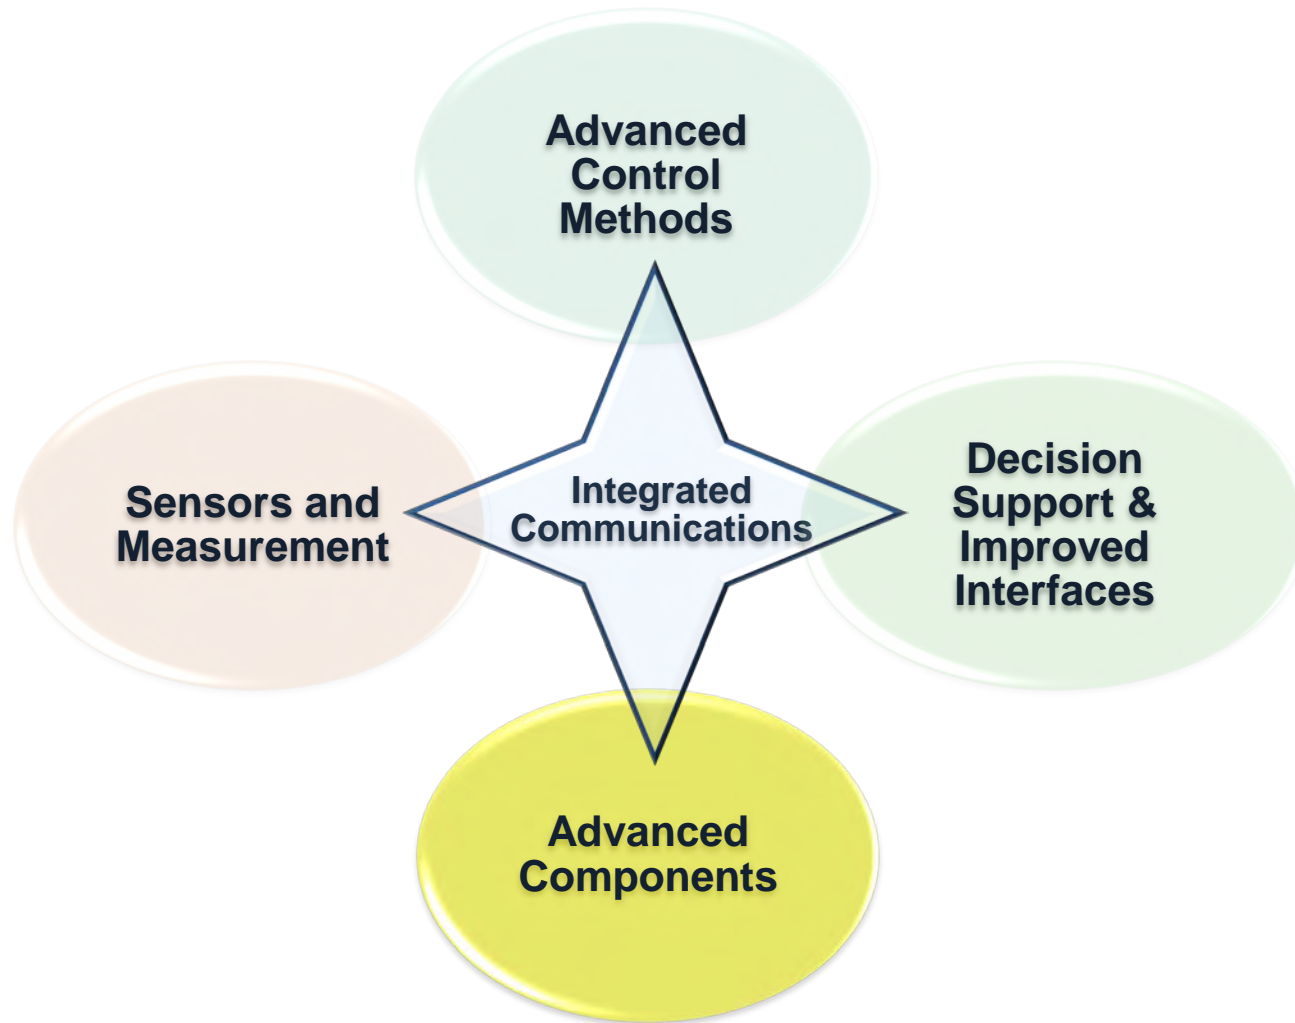 Advanced
Control
Methods
Sensors and
Measurement
Integrated
Communications
Decision
Support &
Improved
Interfaces
Advanced
Components